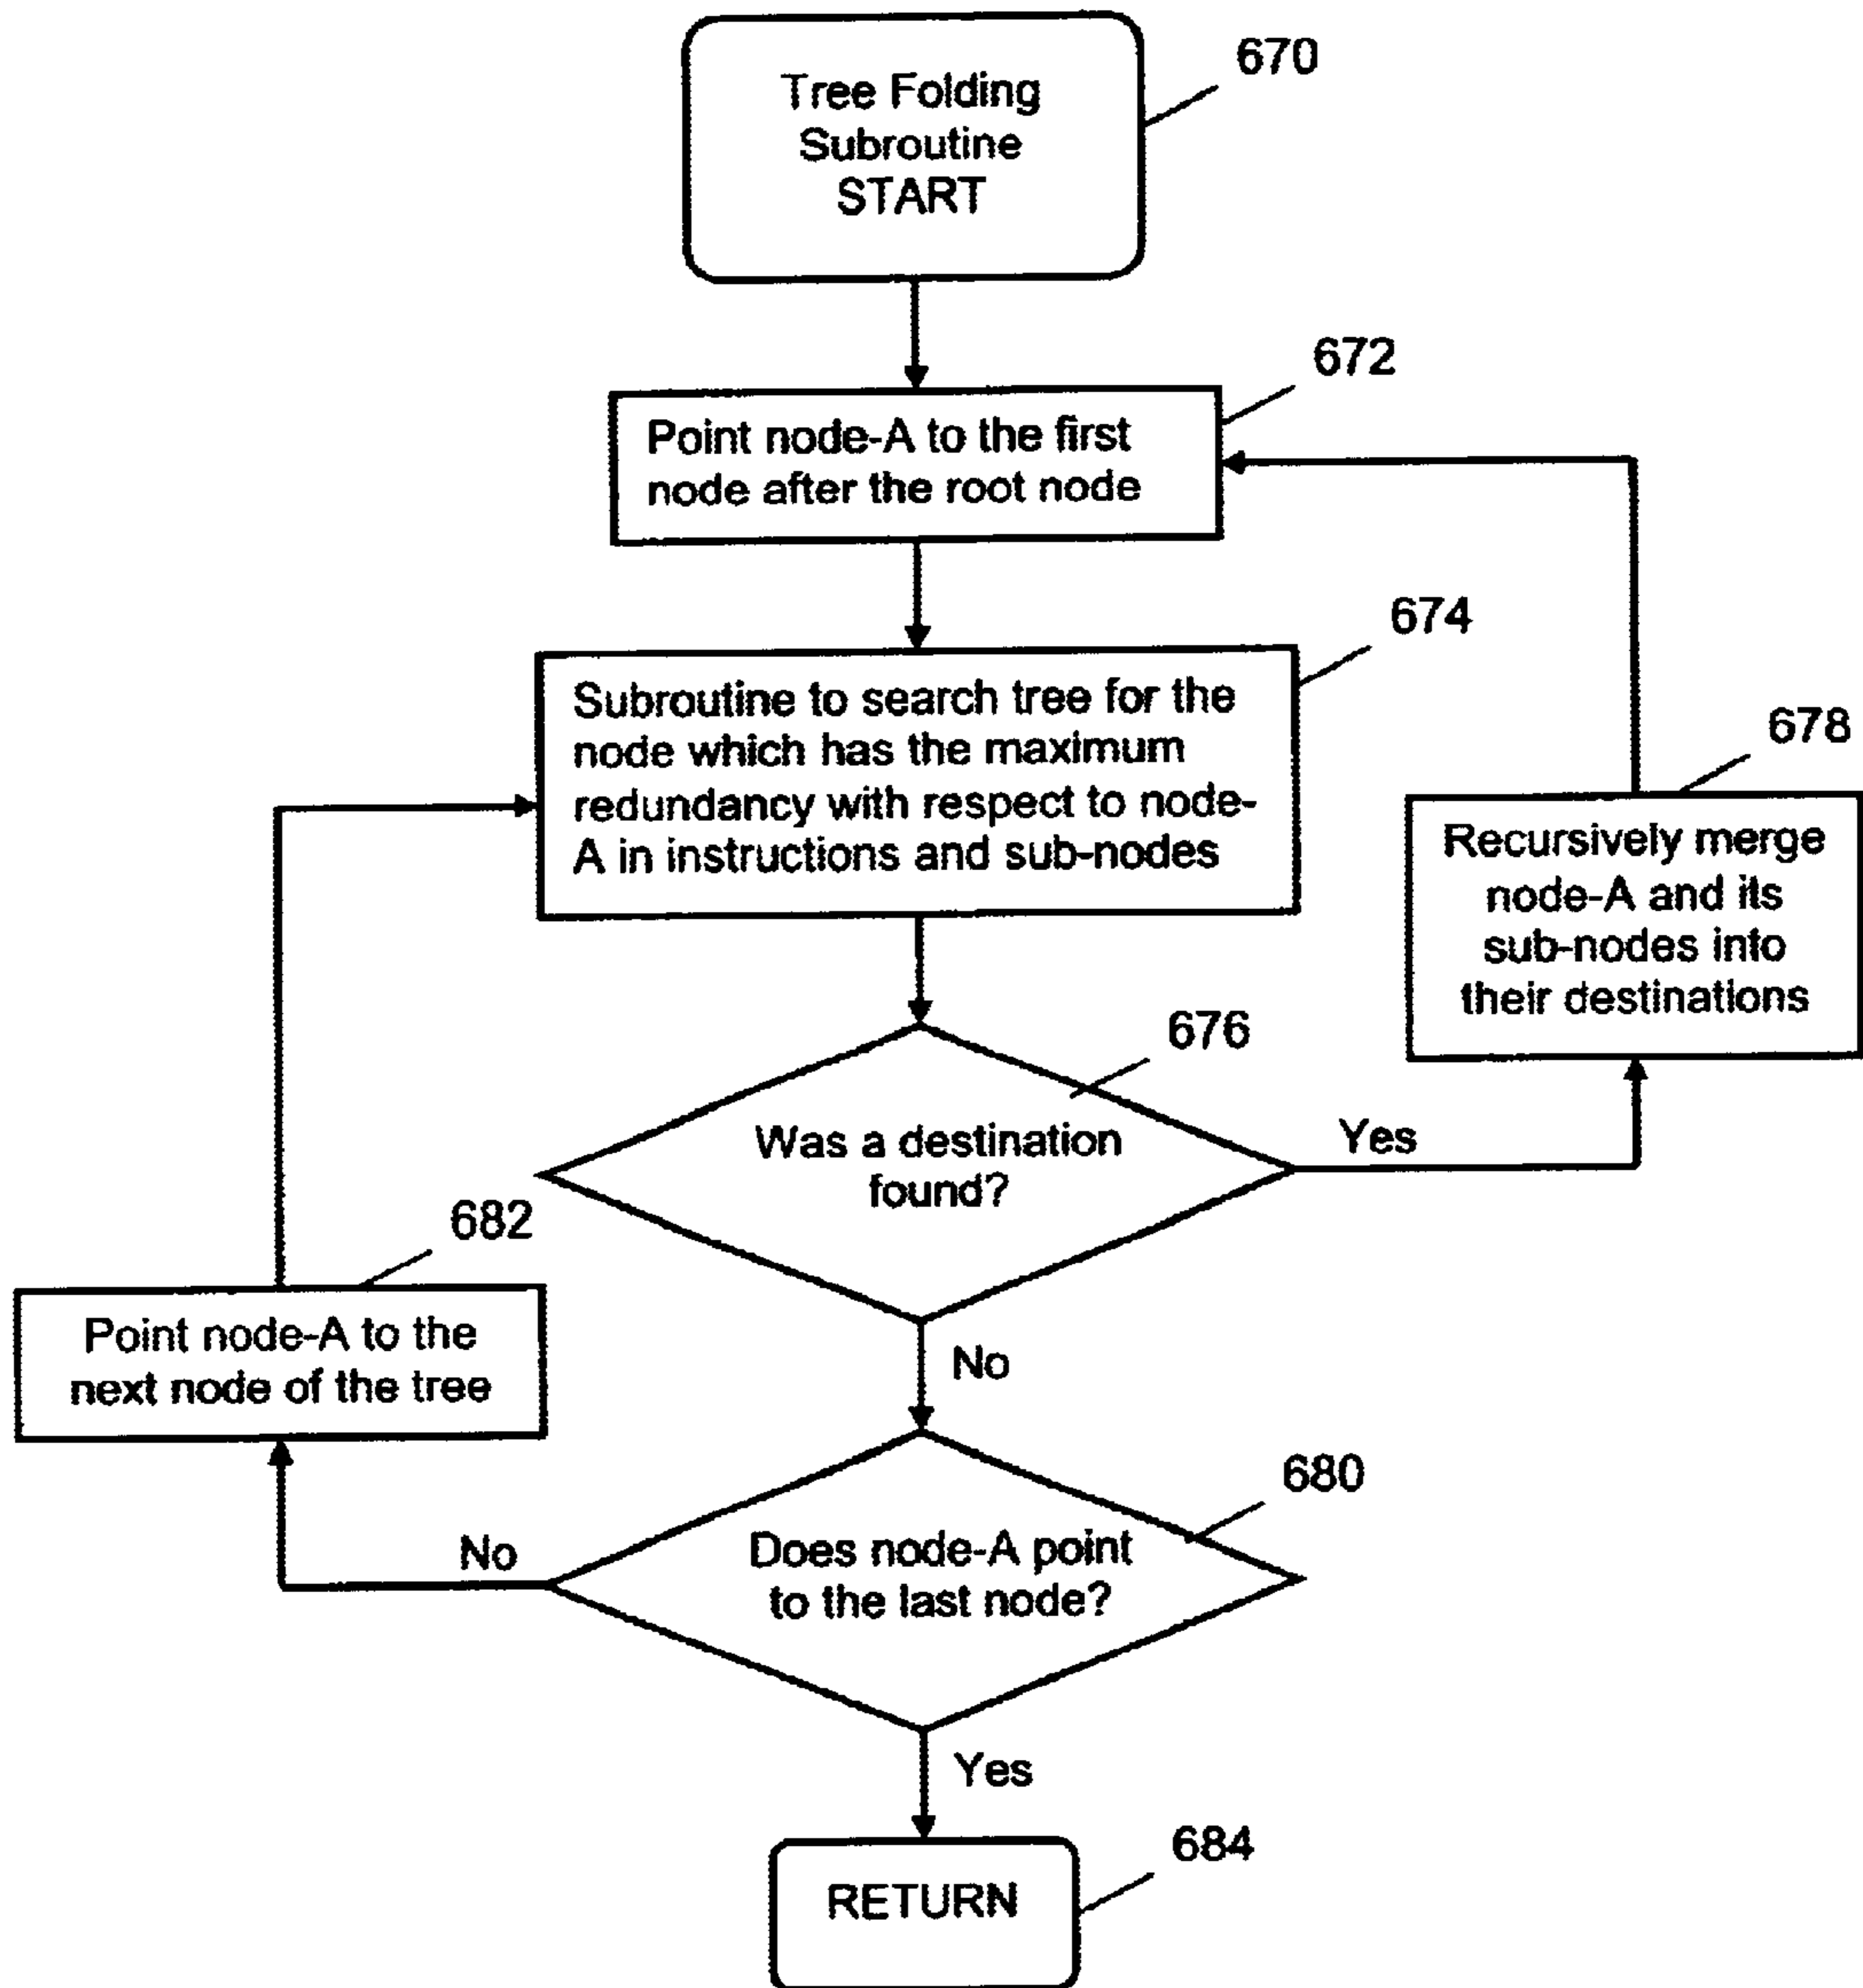 Tree Folding
Subroutine
START
670
Point node-A to the first
node after the root node
672
Subroutine to search tree for the
node which has the maximum
redundancy with respect to node-
A in instructions and sub-nodes
674
Recursively merge
node-A and its
sub-nodes into
their destinations
678
Was a destination
found?
676
Yes
No
Point node-A to the
next node of the tree
682
Does node-A point
to the last node?
680
No
Yes
RETURN
684